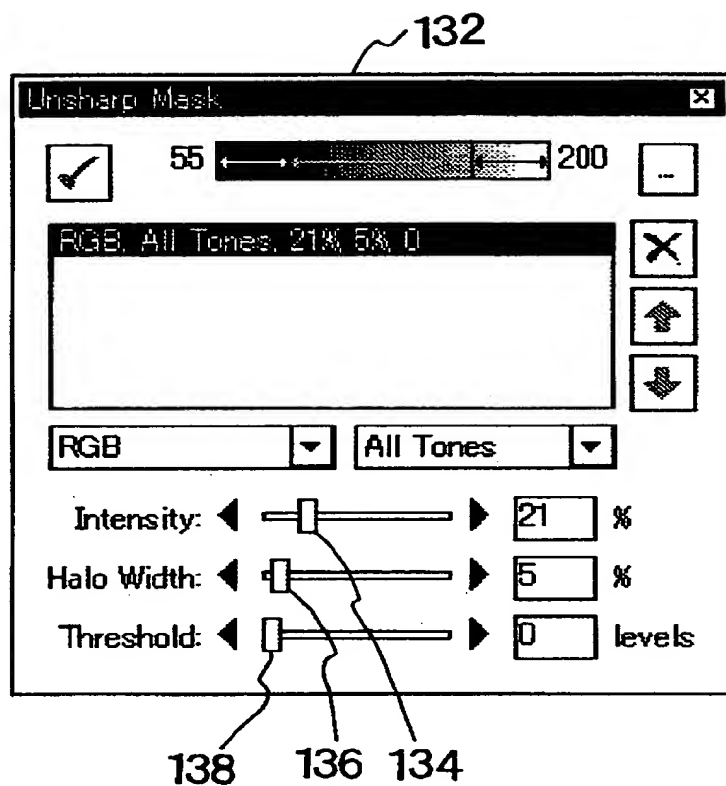 132
Unsharp Mask
55 200
...
RGB, All Tones, 21%, 5%, 0
RGB All Tones
Intensity: 21 %
Halo Width: 5 %
Threshold: 0 levels
138 136 134